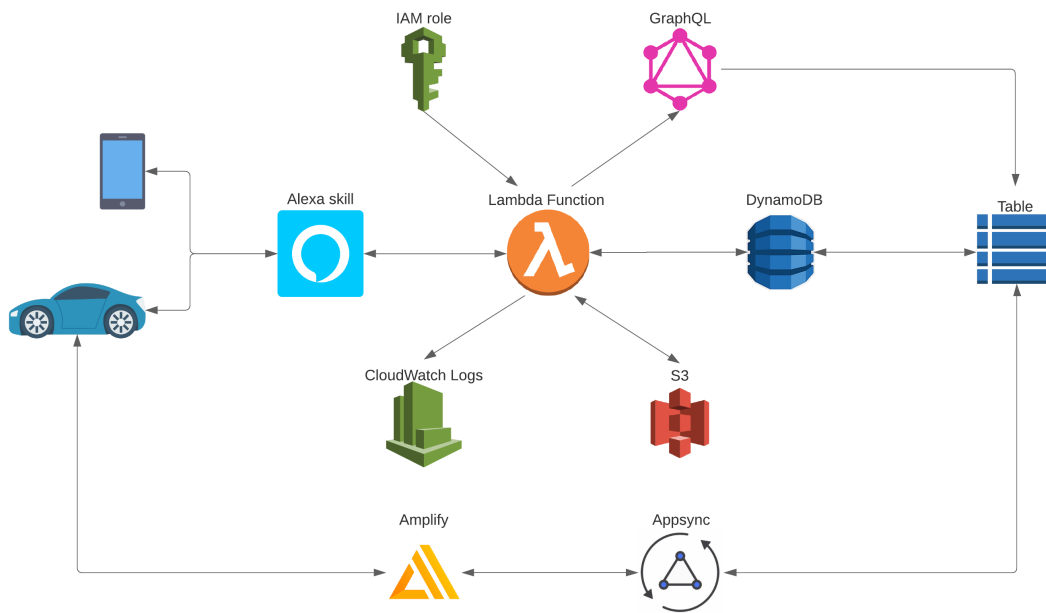 IAM role
GraphQL
Alexa skill
Lambda Function
DynamoDB
Table
CloudWatch Logs
S3
Amplify
Appsync